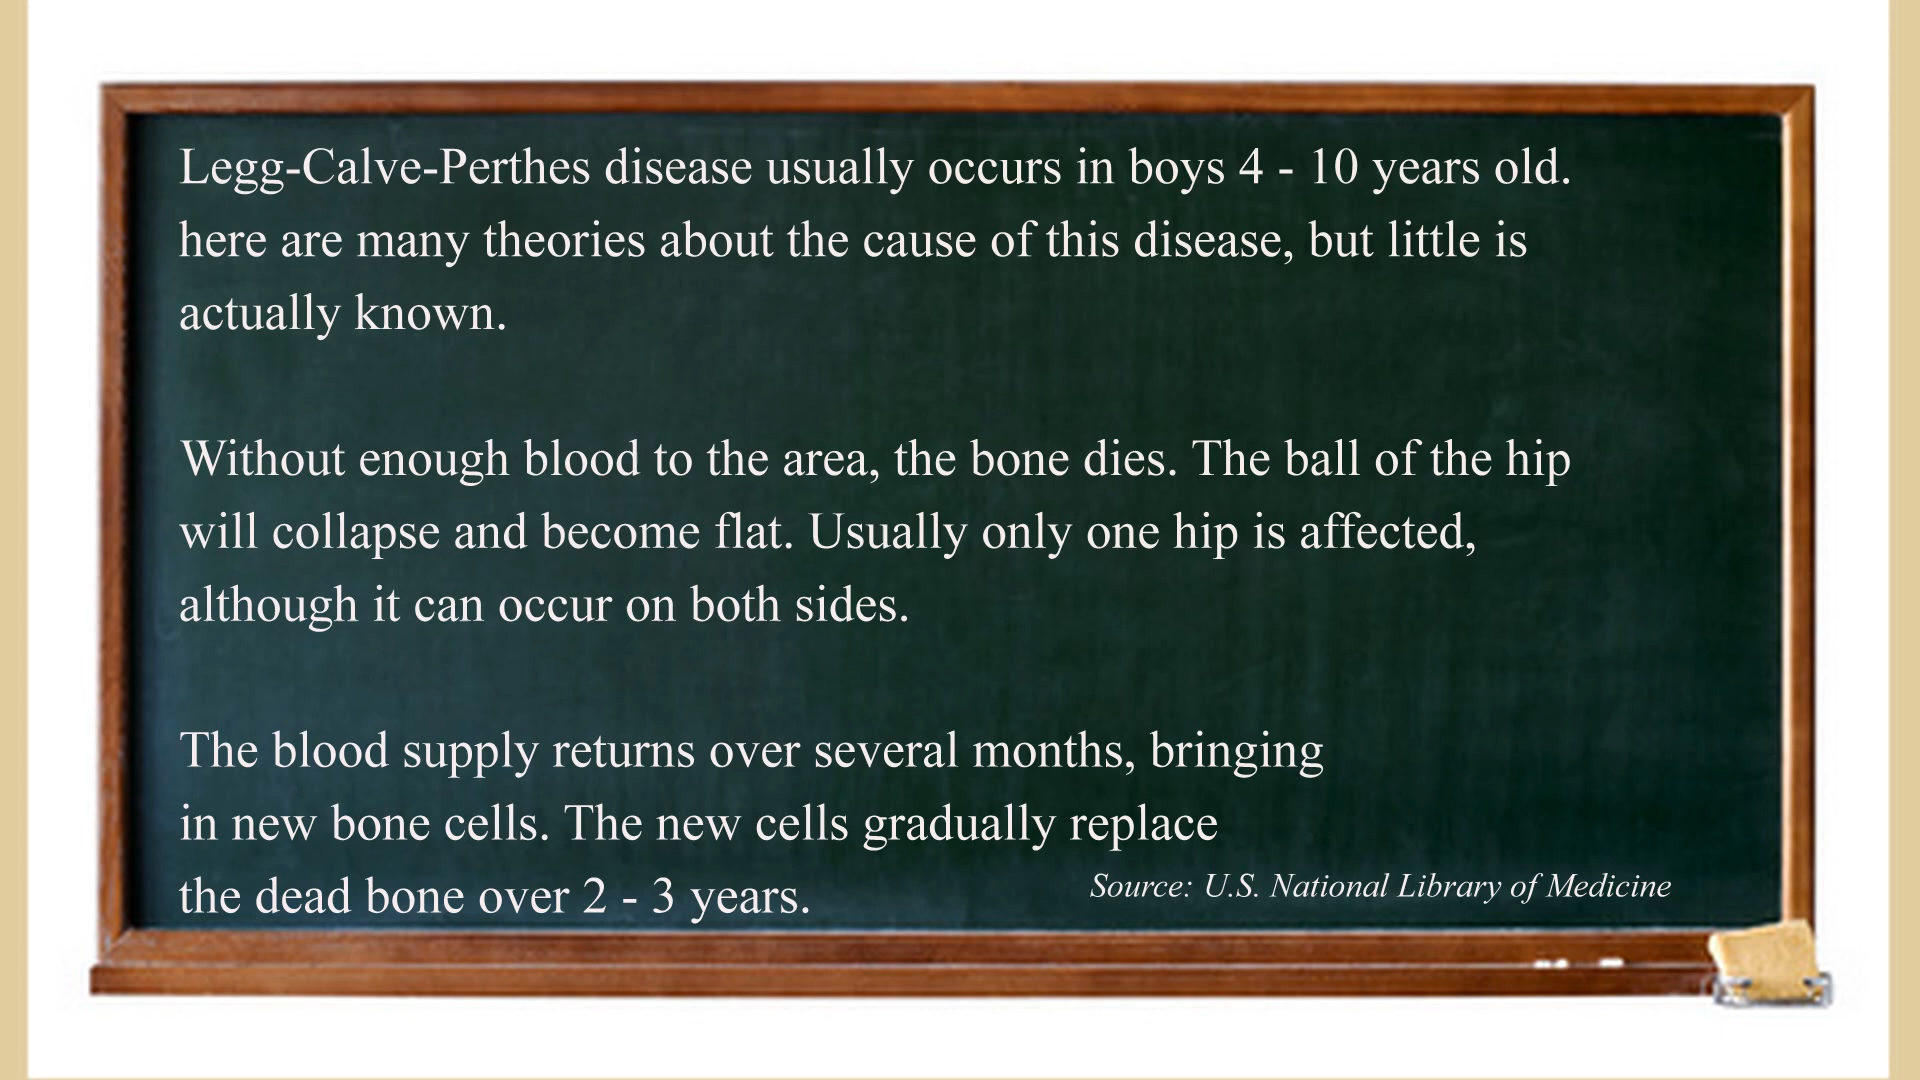 Legg-Calve-Perthes disease usually occurs in boys 4 - 10 years old.
here are many theories about the cause of this disease, but little is
actually known.
Without enough blood to the area, the bone dies. The ball of the hip
will collapse and become flat. Usually only one hip is affected,
although it can occur on both sides.
The blood supply returns over several months, bringing
in new bone cells. The new cells gradually replace
the dead bone over 2 - 3 years.
Source: U.S. National Library of Medicine